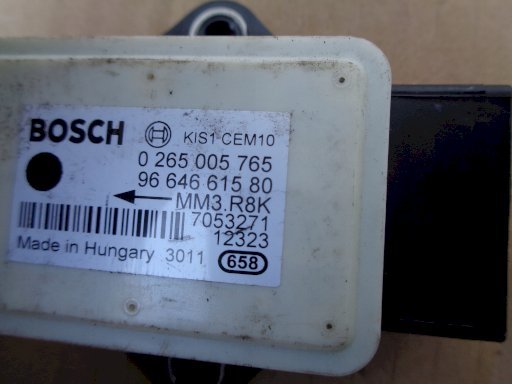 BOSCH KIS1 CEM10
0 265 005 765
96 646 615 80
MM3.R8K
7053271
12323
Made in Hungary 3011 658